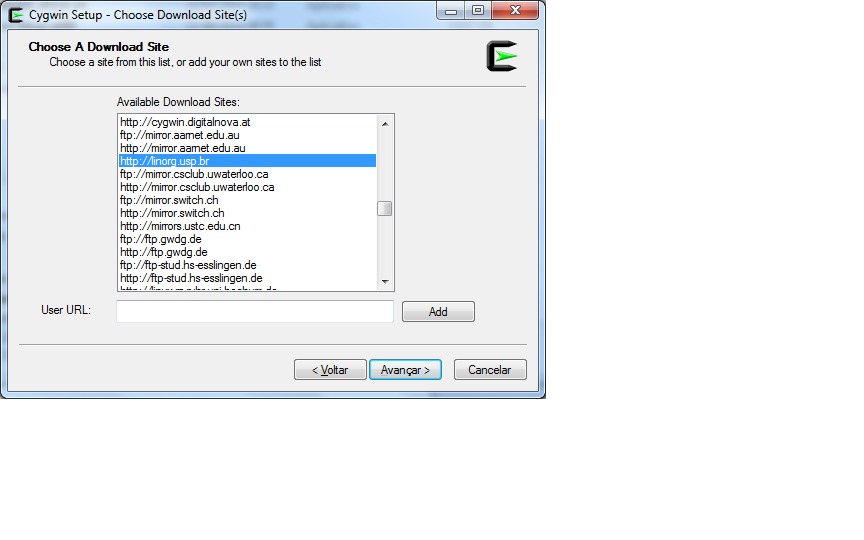 Cygwin Setup - Choose Download Site(s)
Choose A Download Site
Choose a site from this list, or add your own sites to the list
Available Download Sites:
http://cygwin.digitalnova.at
ftp://mirror.aarnet.edu.au
http://mirror.aarnet.edu.au
http://linorg.usp.br
ftp://mirror.csclub.uwaterloo.ca
http://mirror.csclub.uwaterloo.ca
ftp://mirror.switch.ch
http://mirror.switch.ch
http://mirrors.ustc.edu.cn
ftp://ftp.gwdg.de
http://ftp.gwdg.de
ftp://ftp-stud.hs-esslingen.de
http://ftp-stud.hs-esslingen.de
User URL:
Add
< Voltar
Avançar >
Cancelar